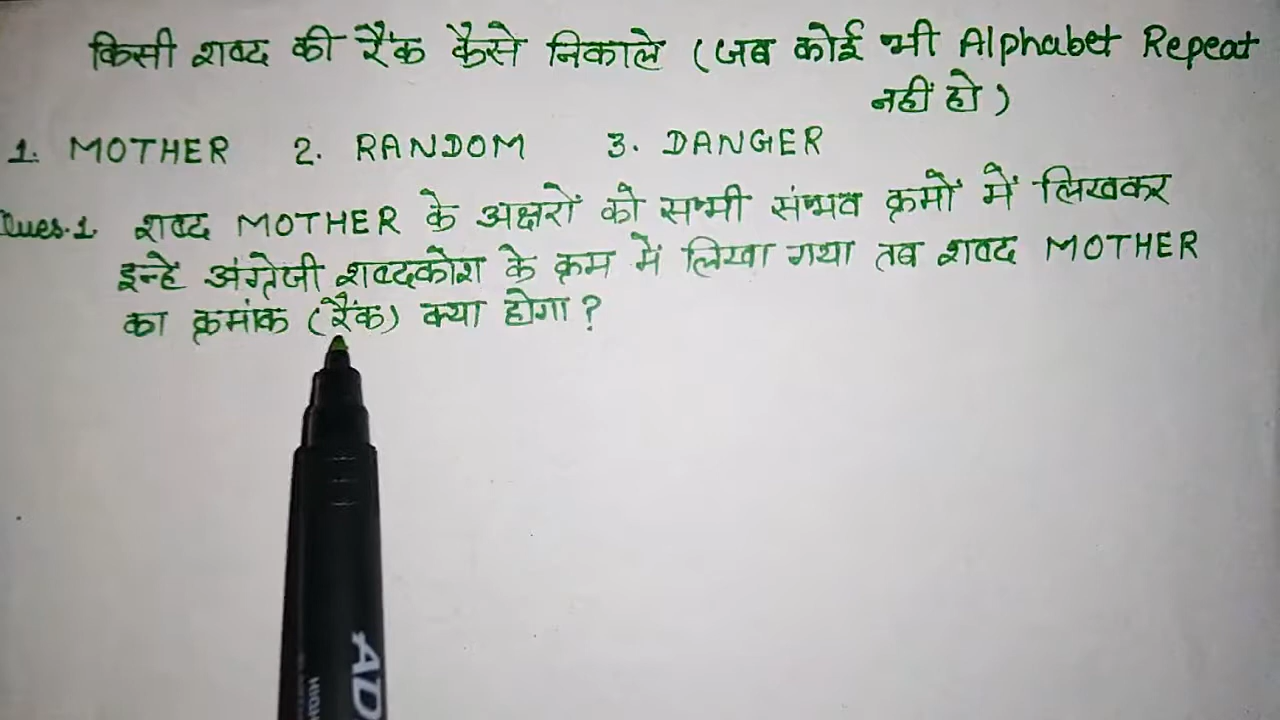 किसी शब्द की रैंक कैसे निकाले (जब कोई भी Alphabet Repeat
नहीं हो)
1. MOTHER 2. RANDOM 3. DANGER
Ques.1. शब्द MOTHER के अक्षरों को सभी संभव क्रमों में लिखकर
इन्हे अंग्रेजी शब्दकोश के क्रम में लिखा गया तब शब्द MOTHER
का क्रमांक (रैंक) क्या होगा ?
AD